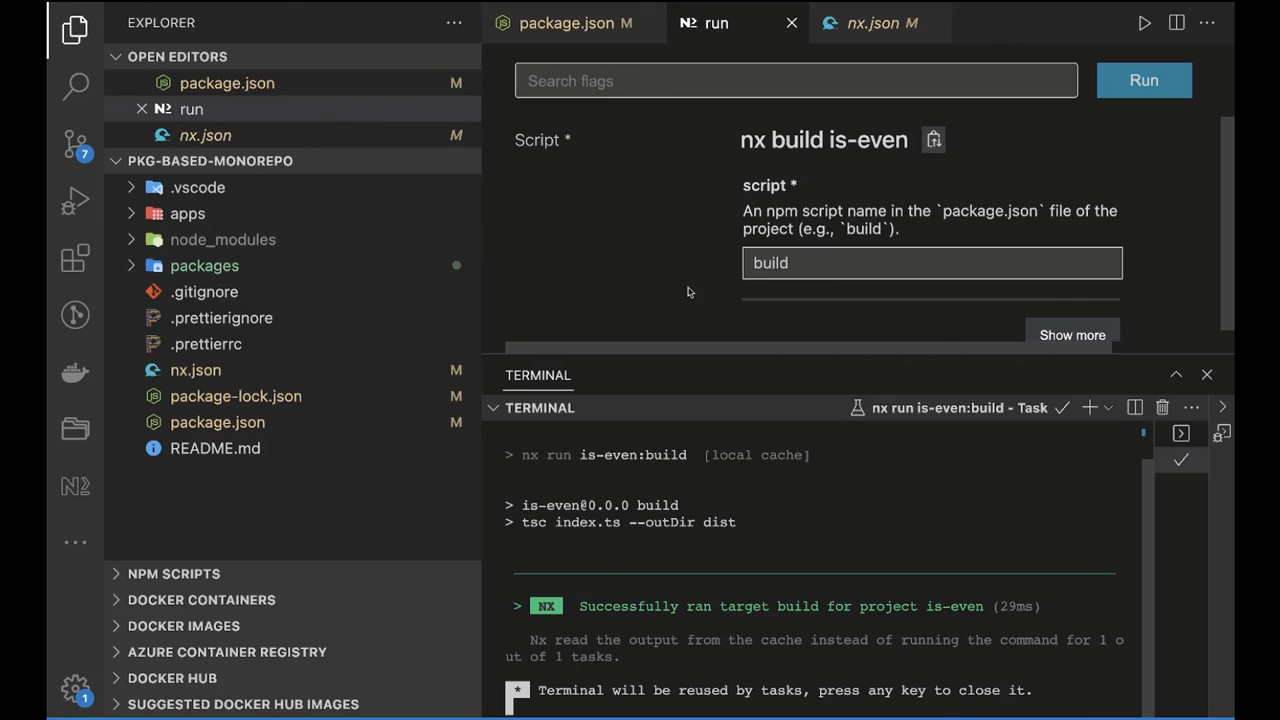 EXPLORER
OPEN EDITORS
package.json M
run
nx.json M
PKG-BASED-MONOREPO
.vscode
apps
node_modules
packages
.gitignore
.prettierignore
.prettierrc
nx.json M
package-lock.json M
package.json M
README.md
NPM SCRIPTS
DOCKER CONTAINERS
DOCKER IMAGES
AZURE CONTAINER REGISTRY
DOCKER HUB
SUGGESTED DOCKER HUB IMAGES
7
1
package.json M
run
nx.json M
Search flags
Run
Script *
nx build is-even
script *
An npm script name in the `package.json` file of the
project (e.g., `build`).
build
Show more
TERMINAL
TERMINAL
nx run is-even:build - Task
> nx run is-even:build [local cache]
> is-even@0.0.0 build
> tsc index.ts --outDir dist
> NX Successfully ran target build for project is-even (29ms)
Nx read the output from the cache instead of running the command for 1 o
ut of 1 tasks.
* Terminal will be reused by tasks, press any key to close it.